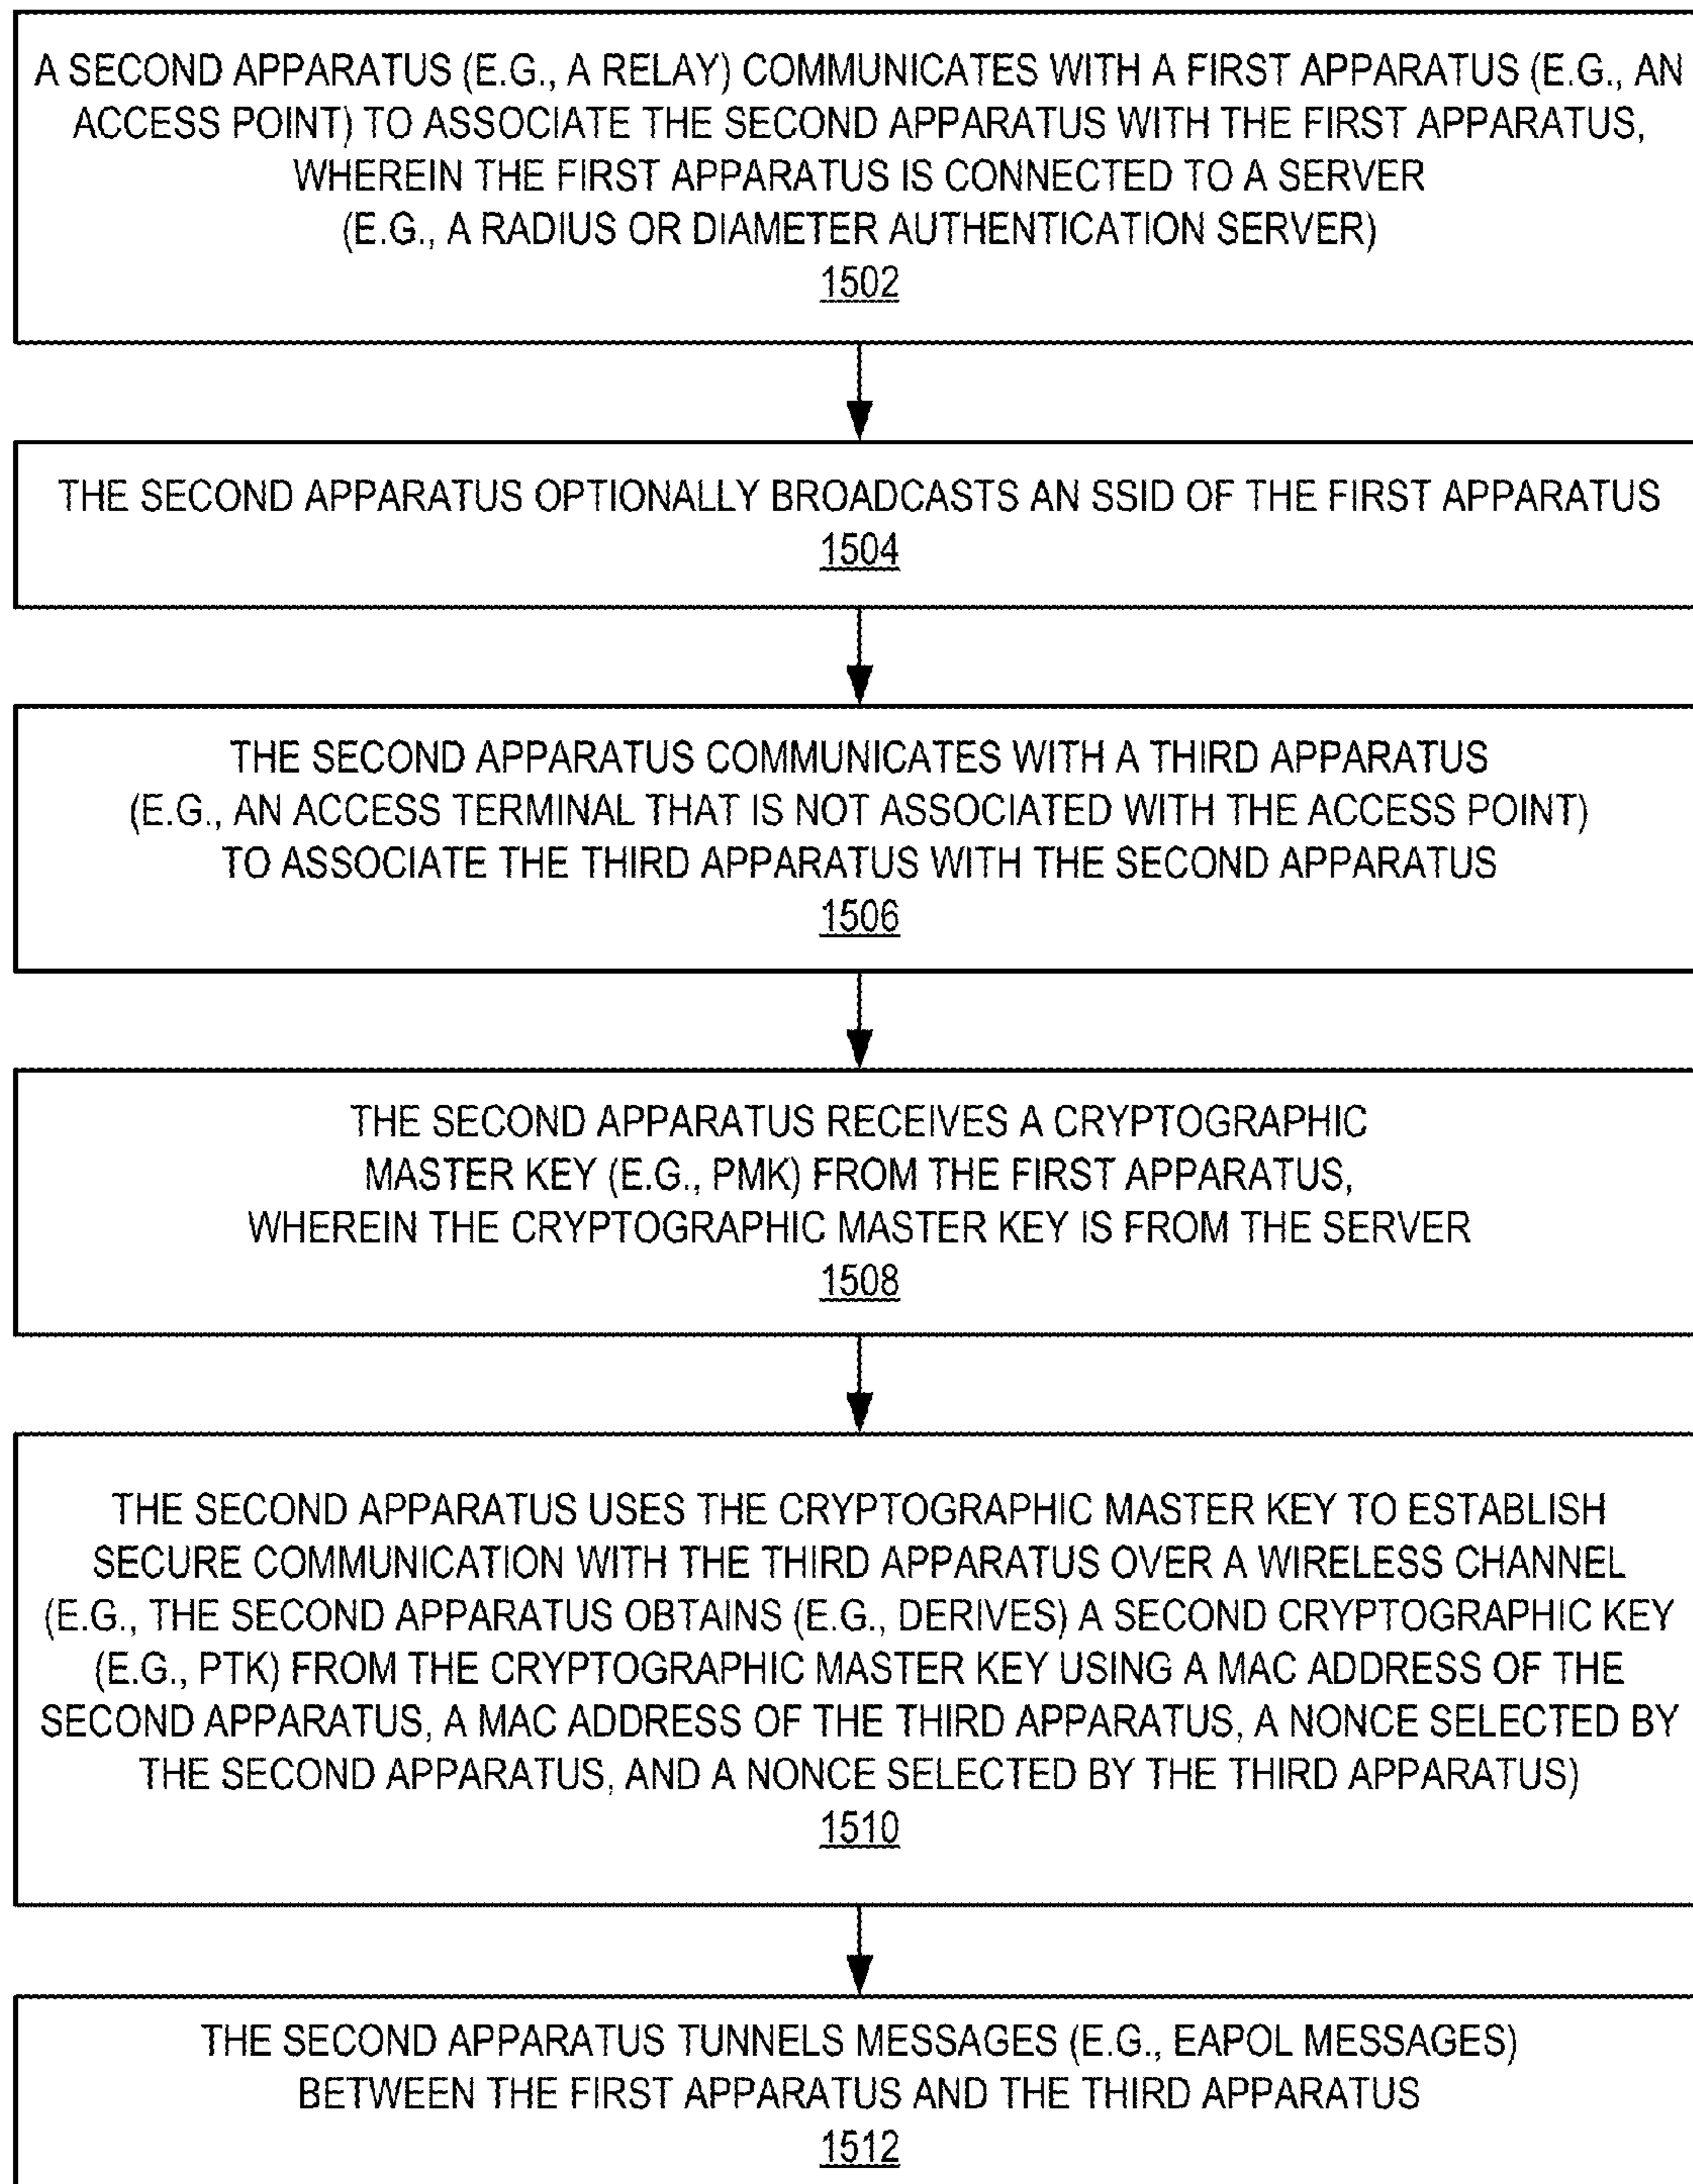 A SECOND APPARATUS (E.G., A RELAY) COMMUNICATES WITH A FIRST APPARATUS (E.G., AN
ACCESS POINT) TO ASSOCIATE THE SECOND APPARATUS WITH THE FIRST APPARATUS,
WHEREIN THE FIRST APPARATUS IS CONNECTED TO A SERVER
(E.G., A RADIUS OR DIAMETER AUTHENTICATION SERVER)
1502
THE SECOND APPARATUS OPTIONALLY BROADCASTS AN SSID OF THE FIRST APPARATUS
1504
THE SECOND APPARATUS COMMUNICATES WITH A THIRD APPARATUS
(E.G., AN ACCESS TERMINAL THAT IS NOT ASSOCIATED WITH THE ACCESS POINT)
TO ASSOCIATE THE THIRD APPARATUS WITH THE SECOND APPARATUS
1506
THE SECOND APPARATUS RECEIVES A CRYPTOGRAPHIC
MASTER KEY (E.G., PMK) FROM THE FIRST APPARATUS,
WHEREIN THE CRYPTOGRAPHIC MASTER KEY IS FROM THE SERVER
1508
THE SECOND APPARATUS USES THE CRYPTOGRAPHIC MASTER KEY TO ESTABLISH
SECURE COMMUNICATION WITH THE THIRD APPARATUS OVER A WIRELESS CHANNEL
(E.G., THE SECOND APPARATUS OBTAINS (E.G., DERIVES) A SECOND CRYPTOGRAPHIC KEY
(E.G., PTK) FROM THE CRYPTOGRAPHIC MASTER KEY USING A MAC ADDRESS OF THE
SECOND APPARATUS, A MAC ADDRESS OF THE THIRD APPARATUS, A NONCE SELECTED BY
THE SECOND APPARATUS, AND A NONCE SELECTED BY THE THIRD APPARATUS)
1510
THE SECOND APPARATUS TUNNELS MESSAGES (E.G., EAPOL MESSAGES)
BETWEEN THE FIRST APPARATUS AND THE THIRD APPARATUS
1512